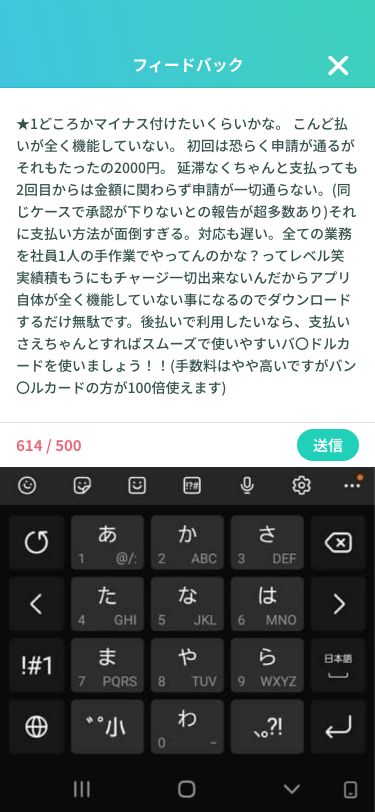 フィードバック
★1どころかマイナス付けたいくらいかな。 こんど払
いが全く機能していない。 初回は恐らく申請が通るが
それもたったの2000円。 延滞なくちゃんと支払っても
2回目からは金額に関わらず申請が一切通らない。(同
じケースで承認が下りないとの報告が超多数あり)それ
に支払い方法が面倒すぎる。対応も遅い。全ての業務
を社員1人の手作業でやってんのかな？ってレベル笑
実績積もうにもチャージ一切出来ないんだからアプリ
自体が全く機能していない事になるのでダウンロード
するだけ無駄です。後払いで利用したいなら、支払い
さえちゃんとすればスムーズで使いやすいバ〇ドルカ
ードを使いましょう！！(手数料はやや高いですがバン
〇ルカードの方が100倍使えます)
614 / 500
送信
!?#
あ か さ
1 @/: 2 ABC 3 DEF
た な は
4 GHI 5 JKL 6 MNO
!#1 ま や ら 日本語
7 PQRS 8 TUV 9 WXYZ
゛゜小 わ 、。?!
0 -